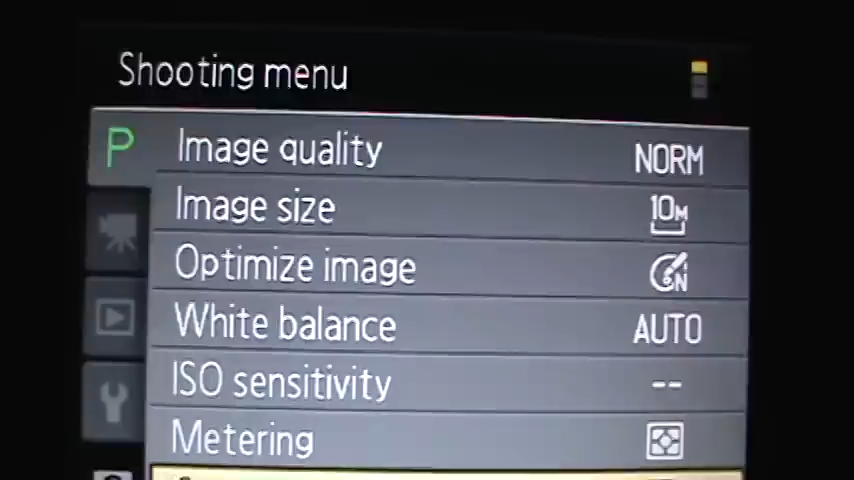 Shooting menu
P
Image quality NORM
Image size 10M
Optimize image N
White balance AUTO
ISO sensitivity --
Metering